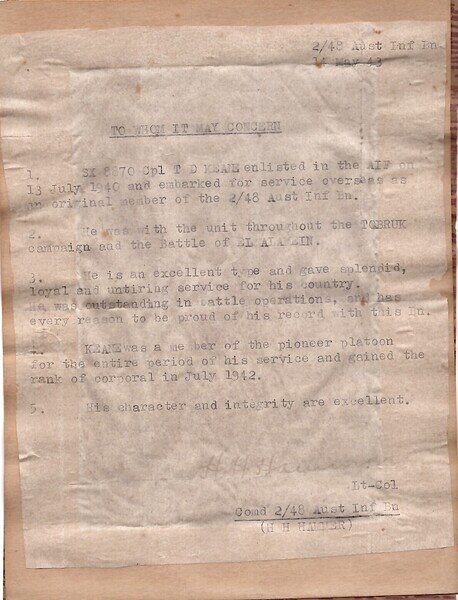 2/48 Aust Inf Bn
14 May 43
TO WHOM IT MAY CONCERN
1. SX 8870 Cpl T D KEANE enlisted in the AIF on
13 July 1940 and embarked for service overseas as
an original member of the 2/48 Aust Inf Bn.
2. He was with the unit throughout the TOBRUK
campaign and the Battle of EL ALAMEIN.
3. He is an excellent type and gave splendid,
loyal and untiring service for his country.
He was outstanding in battle operations, and has
every reason to be proud of his record with this Bn.
4. KEANE was a member of the pioneer platoon
for the entire period of his service and gained the
rank of corporal in July 1942.
5. His character and integrity are excellent.
Lt-Col
Comd 2/48 Aust Inf Bn
(H H HAMMER)